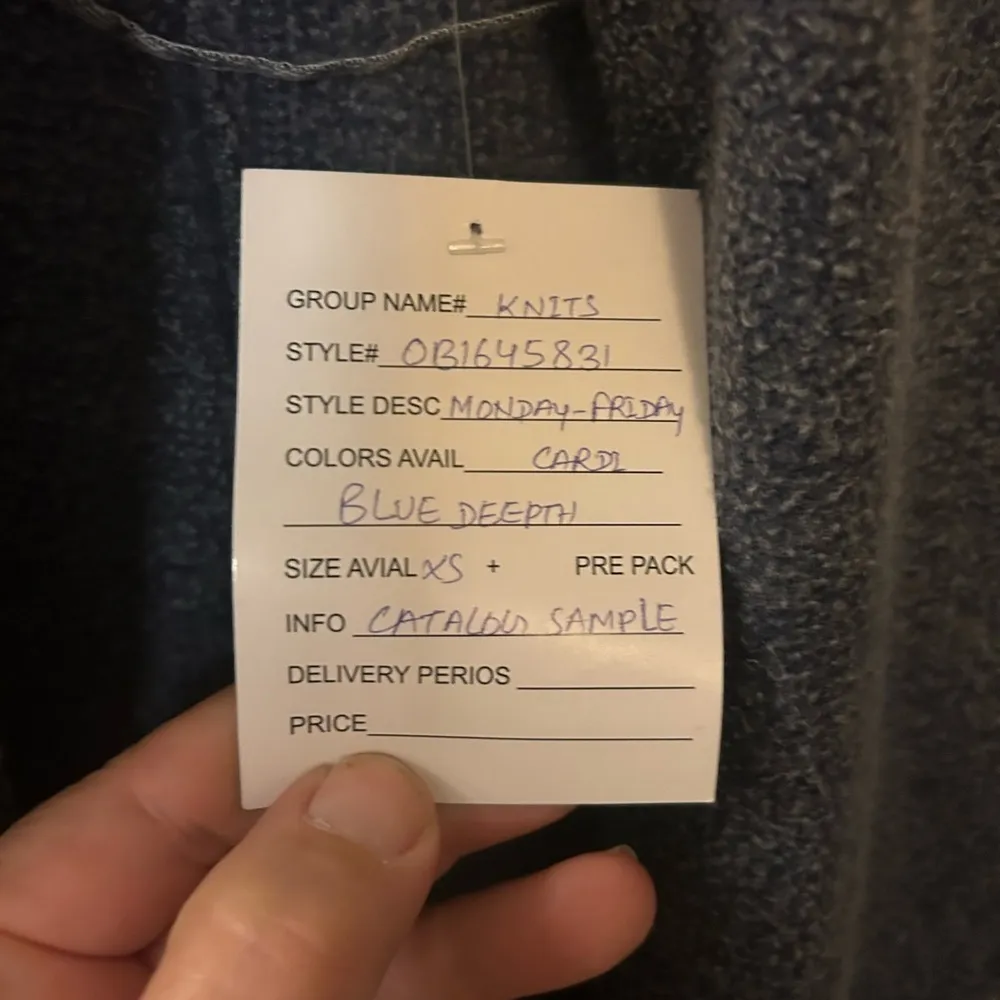 GROUP NAME# KNITS
STYLE# OB1645831
STYLE DESC MONDAY-FRIDAY
COLORS AVAIL CARDI
BLUE DEEPTH
SIZE AVIAL XS + PRE PACK
INFO CATALOU SAMPLE
DELIVERY PERIOS
PRICE